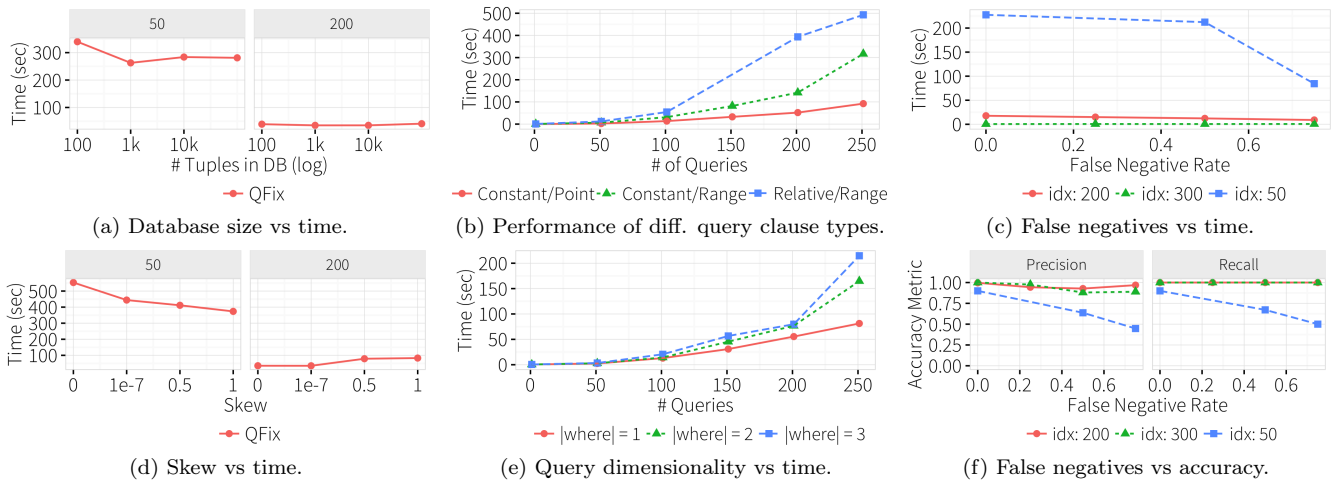 50 200
Time (sec)
300
200
100
100 1k 10k 100 1k 10k
# Tuples in DB (log)
QFix
(a) Database size vs time.
Time (sec)
500
400
300
200
100
0
0 50 100 150 200 250
# of Queries
Constant/Point Constant/Range Relative/Range
(b) Performance of diff. query clause types.
Time (sec)
200
150
100
50
0
0.0 0.2 0.4 0.6
False Negative Rate
idx: 200 idx: 300 idx: 50
(c) False negatives vs time.
50 200
Time (sec)
500
400
300
200
100
0 1e-7 0.5 1 0 1e-7 0.5 1
Skew
QFix
(d) Skew vs time.
Time (sec)
200
150
100
50
0
0 50 100 150 200 250
# Queries
|where| = 1 |where| = 2 |where| = 3
(e) Query dimensionality vs time.
Precision Recall
Accuracy Metric
1.00
0.75
0.50
0.25
0.00
0.0 0.2 0.4 0.6 0.0 0.2 0.4 0.6
False Negative Rate
idx: 200 idx: 300 idx: 50
(f) False negatives vs accuracy.